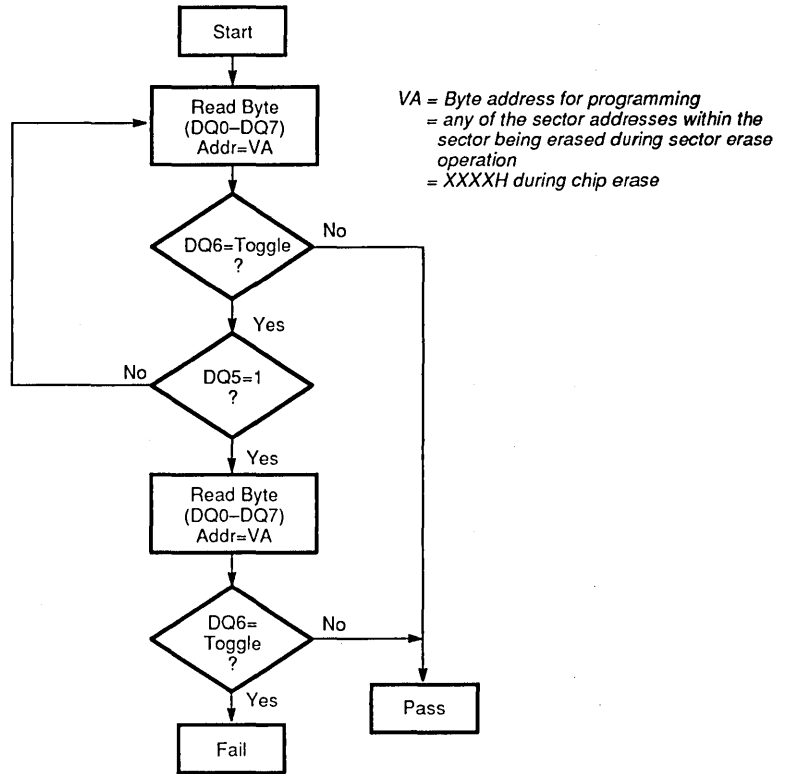 Start
Read Byte
(DQ0–DQ7)
Addr=VA
VA = Byte address for programming
= any of the sector addresses within the
sector being erased during sector erase
operation
= XXXXH during chip erase
DQ6=Toggle
?
No
Yes
DQ5=1
?
No
Yes
Read Byte
(DQ0–DQ7)
Addr=VA
DQ6=
Toggle
?
No
Yes
Pass
Fail